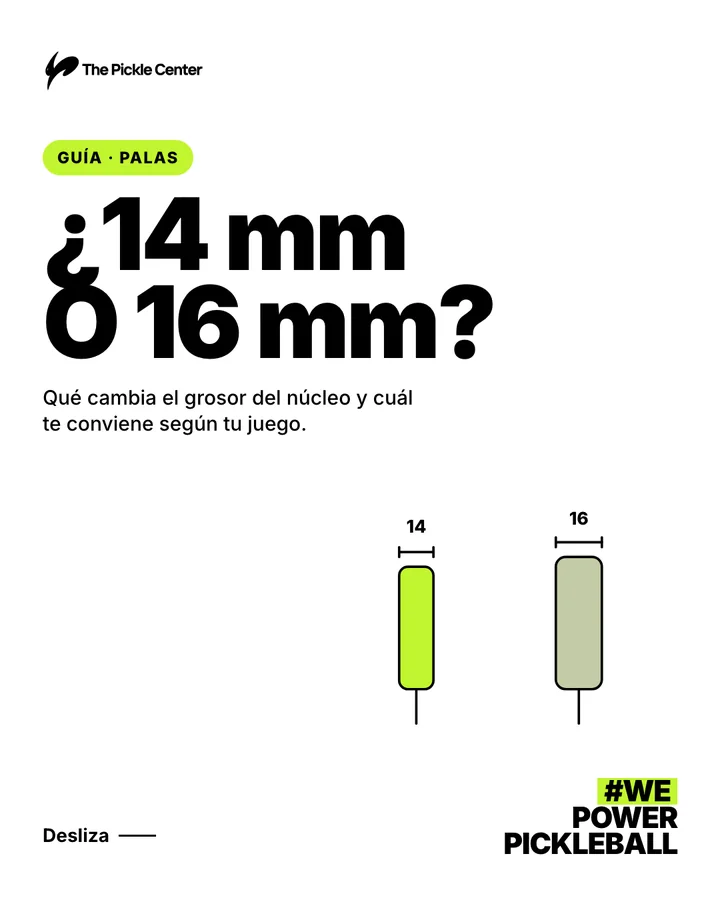 The Pickle Center
GUÍA · PALAS
¿14 mm
O 16 mm?
Qué cambia el grosor del núcleo y cuál
te conviene según tu juego.
14
16
Desliza
#WE
POWER
PICKLEBALL